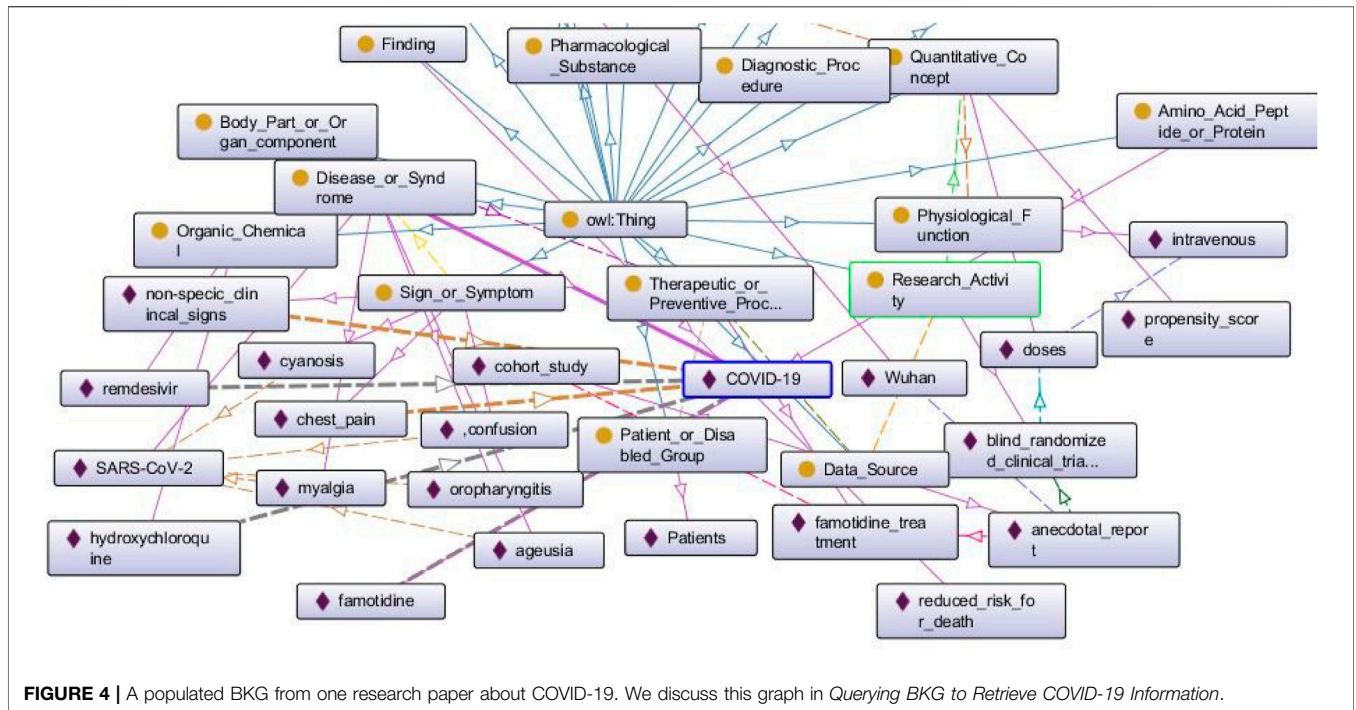 Finding
Pharmacological
_Substance
Diagnostic_Proc
edure
Quantitative_Co
ncept
Body_Part_or_Or
gan_component
Amino_Acid_Pept
ide_or_Protein
Disease_or_Synd
rome
owl:Thing
Physiological_F
unction
Organic_Chemica
l
intravenous
non-specic_clin
incal_signs
Sign_or_Symptom
Therapeutic_or_
Preventive_Proc...
Research_Activi
ty
propensity_scor
e
cyanosis
cohort_study
doses
remdesivir
COVID-19
Wuhan
chest_pain
,confusion
Patient_or_Disa
bled_Group
blind_randomize
d_clinical_tria...
SARS-CoV-2
Data_Source
myalgia
oropharyngitis
hydroxychloroqu
ine
ageusia
Patients
famotidine_trea
tment
anecdotal_repor
t
famotidine
reduced_risk_fo
r_death
FIGURE 4 | A populated BKG from one research paper about COVID-19. We discuss this graph in Querying BKG to Retrieve COVID-19 Information.